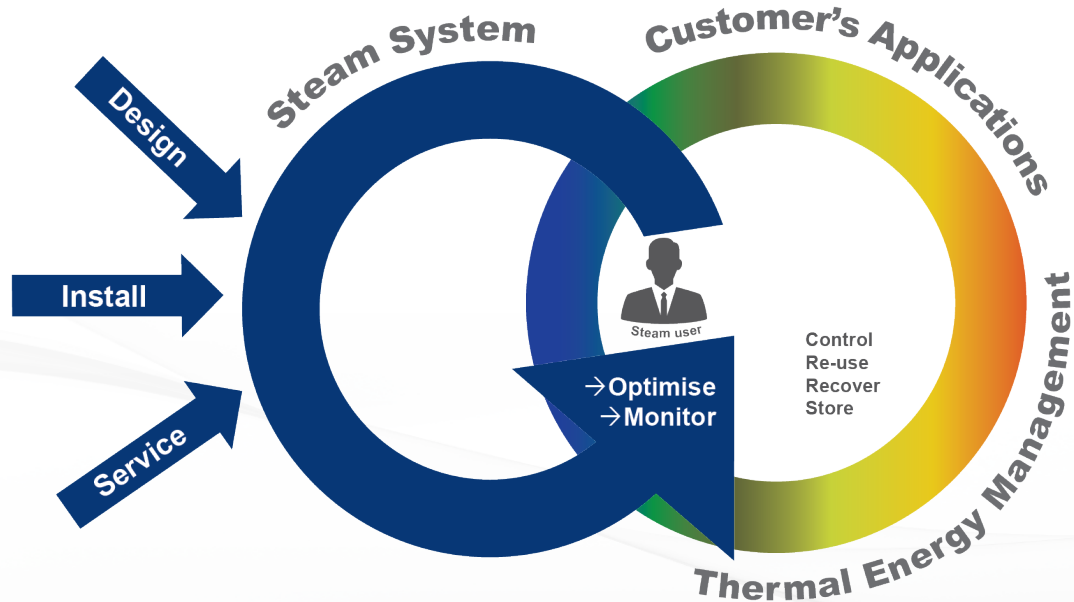 Steam System
Customer's Applications
Design
Install
Service
Steam user
→Optimise
→Monitor
Control
Re-use
Recover
Store
Thermal Energy Management